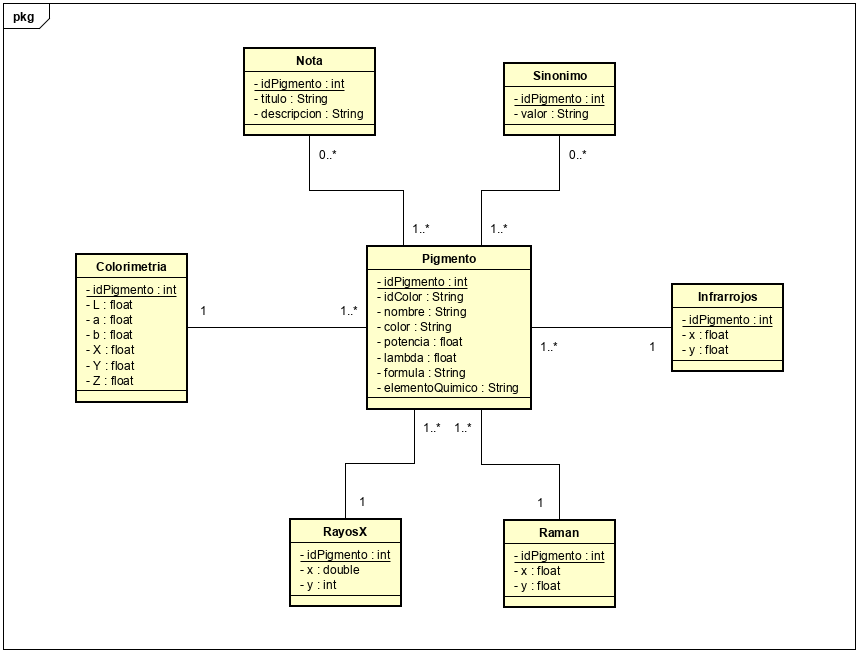 pkg
Nota
- idPigmento : int
- titulo : String
- descripcion : String
Sinonimo
- idPigmento : int
- valor : String
0..*
0..*
1..*
1..*
Colorimetria
- idPigmento : int
- L : float
- a : float
- b : float
- X : float
- Y : float
- Z : float
1
1..*
Pigmento
- idPigmento : int
- idColor : String
- nombre : String
- color : String
- potencia : float
- lambda : float
- formula : String
- elementoQuimico : String
1..*
1
Infrarrojos
- idPigmento : int
- x : float
- y : float
1..*
1..*
1
1
RayosX
- idPigmento : int
- x : double
- y : int
Raman
- idPigmento : int
- x : float
- y : float